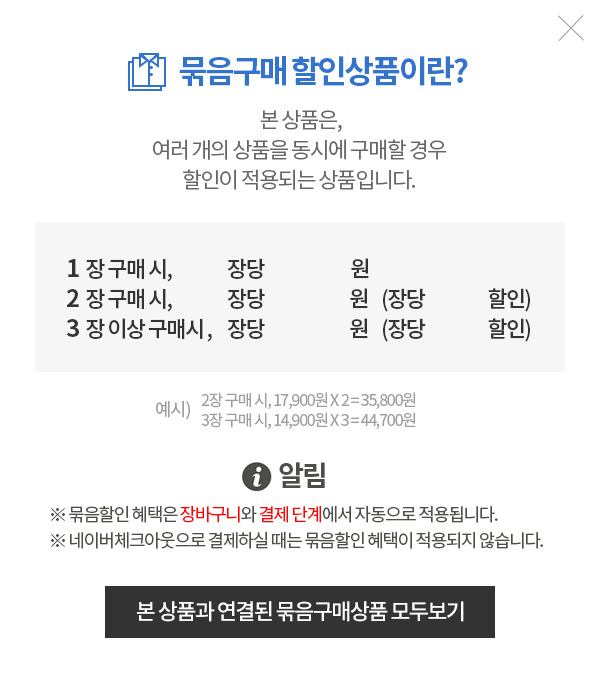 묶음구매 할인상품이란?
본 상품은,
여러 개의 상품을 동시에 구매할 경우
할인이 적용되는 상품입니다.
1 장 구매 시, 장당 원
2 장 구매 시, 장당 원 (장당 할인)
3 장 이상 구매시 , 장당 원 (장당 할인)
예시) 2장 구매 시, 17,900원 X 2 = 35,800원
3장 구매 시, 14,900원 X 3 = 44,700원
알림
※ 묶음할인 혜택은 장바구니와 결제 단계에서 자동으로 적용됩니다.
※ 네이버체크아웃으로 결제하실 때는 묶음할인 혜택이 적용되지 않습니다.
본 상품과 연결된 묶음구매상품 모두보기